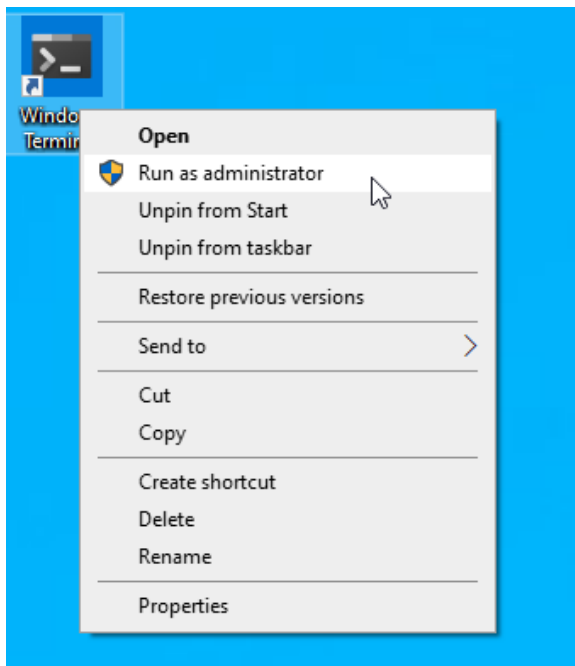 Windo
Termin
Open
Run as administrator
Unpin from Start
Unpin from taskbar
Restore previous versions
Send to
Cut
Copy
Create shortcut
Delete
Rename
Properties